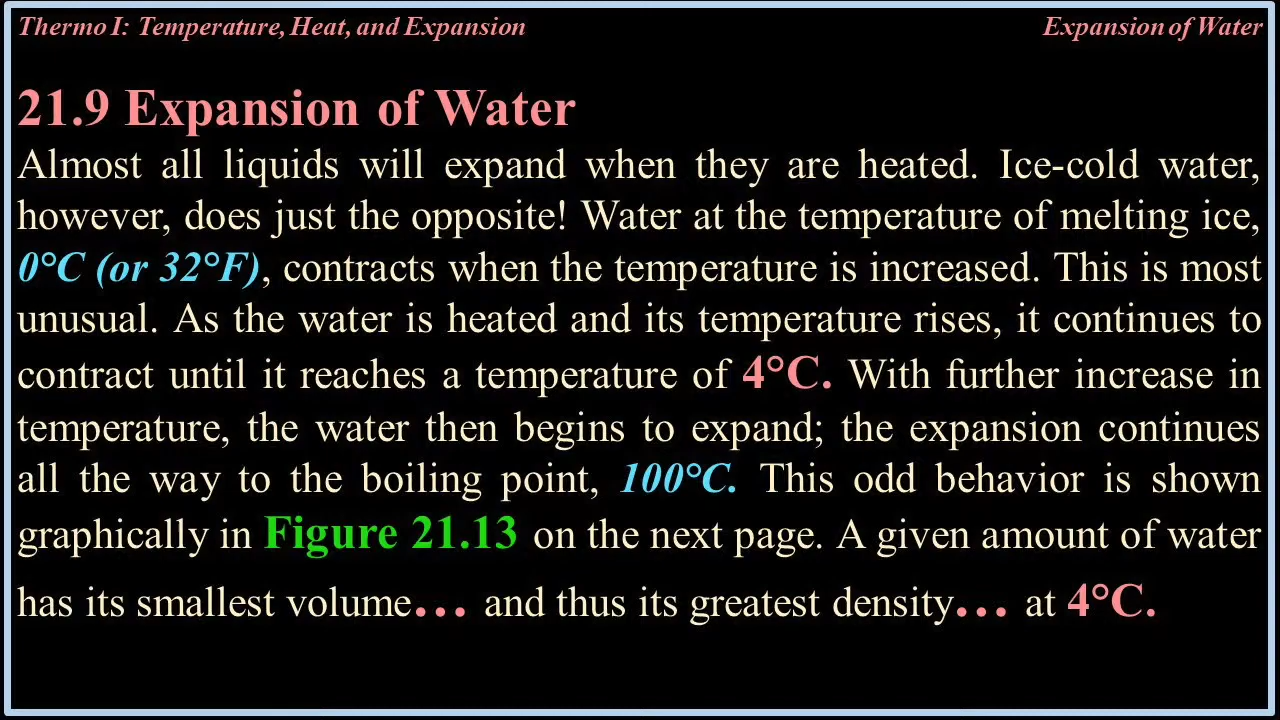 Thermo I: Temperature, Heat, and Expansion
Expansion of Water
21.9 Expansion of Water
Almost all liquids will expand when they are heated. Ice-cold water,
however, does just the opposite! Water at the temperature of melting ice,
0°C (or 32°F), contracts when the temperature is increased. This is most
unusual. As the water is heated and its temperature rises, it continues to
contract until it reaches a temperature of 4°C. With further increase in
temperature, the water then begins to expand; the expansion continues
all the way to the boiling point, 100°C. This odd behavior is shown
graphically in Figure 21.13 on the next page. A given amount of water
has its smallest volume… and thus its greatest density… at 4°C.